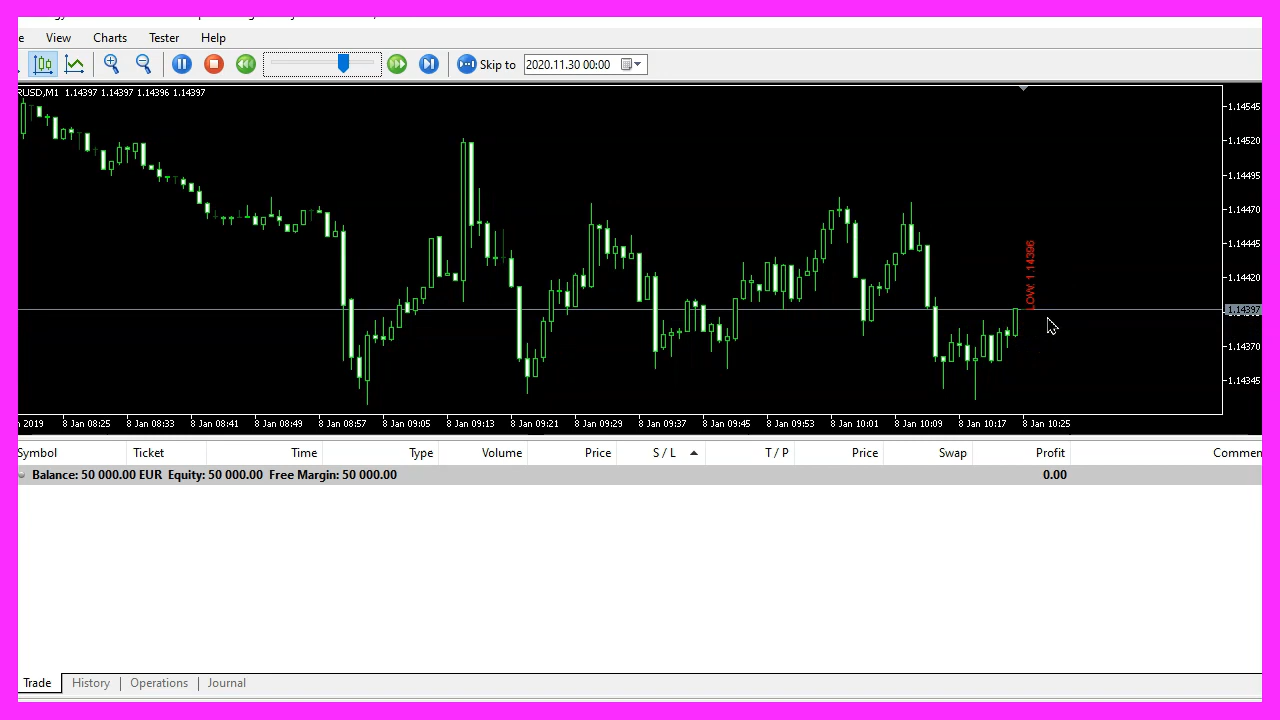 View Charts Tester Help
Skip to 2020.11.30 00:00
RUSD,M1 1.14397 1.14397 1.14396 1.14397
1.14545
1.14520
1.14495
1.14470
1.14445
1.14420
1.14397
1.14370
1.14345
LOW: 1.14396
2019 8 Jan 08:25 8 Jan 08:33 8 Jan 08:41 8 Jan 08:49 8 Jan 08:57 8 Jan 09:05 8 Jan 09:13 8 Jan 09:21 8 Jan 09:29 8 Jan 09:37 8 Jan 09:45 8 Jan 09:53 8 Jan 10:01 8 Jan 10:09 8 Jan 10:17 8 Jan 10:25
Symbol Ticket Time Type Volume Price S / L T / P Price Swap Profit Commen
Balance: 50 000.00 EUR Equity: 50 000.00 Free Margin: 50 000.00 0.00
Trade History Operations Journal